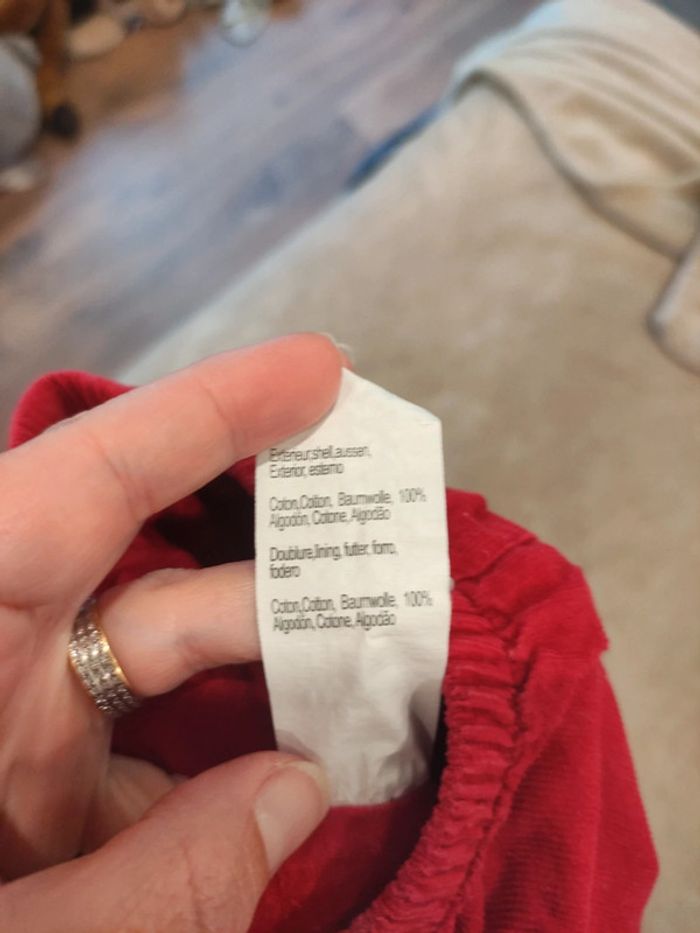 Extérieur,shell,aussen,
Exterior, esterno
Coton,Cotton, Baumwolle, 100%
Algodón, Cotone, Algodão
Doublure,lining, futter, forro,
fodero
Coton,Cotton, Baumwolle, 100%
Algodón, Cotone, Algodão